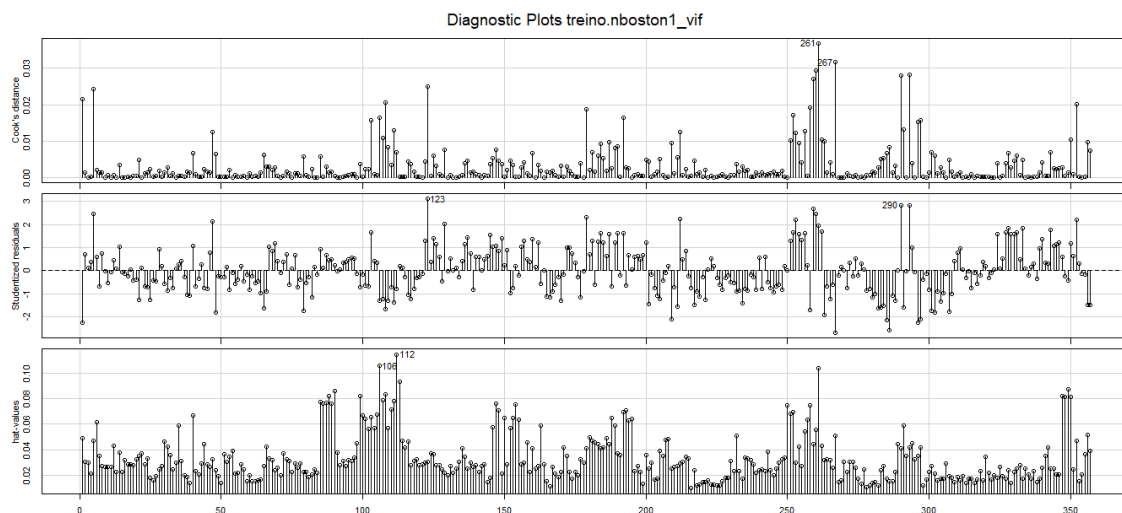 Diagnostic Plots treino.nboston1_vif
Cook's distance
0.00 0.01 0.02 0.03
261
267
Studentized residuals
-2 -1 0 1 2 3
123
290
hat-values
0.02 0.04 0.06 0.08 0.10
106
112
0 50 100 150 200 250 300 350